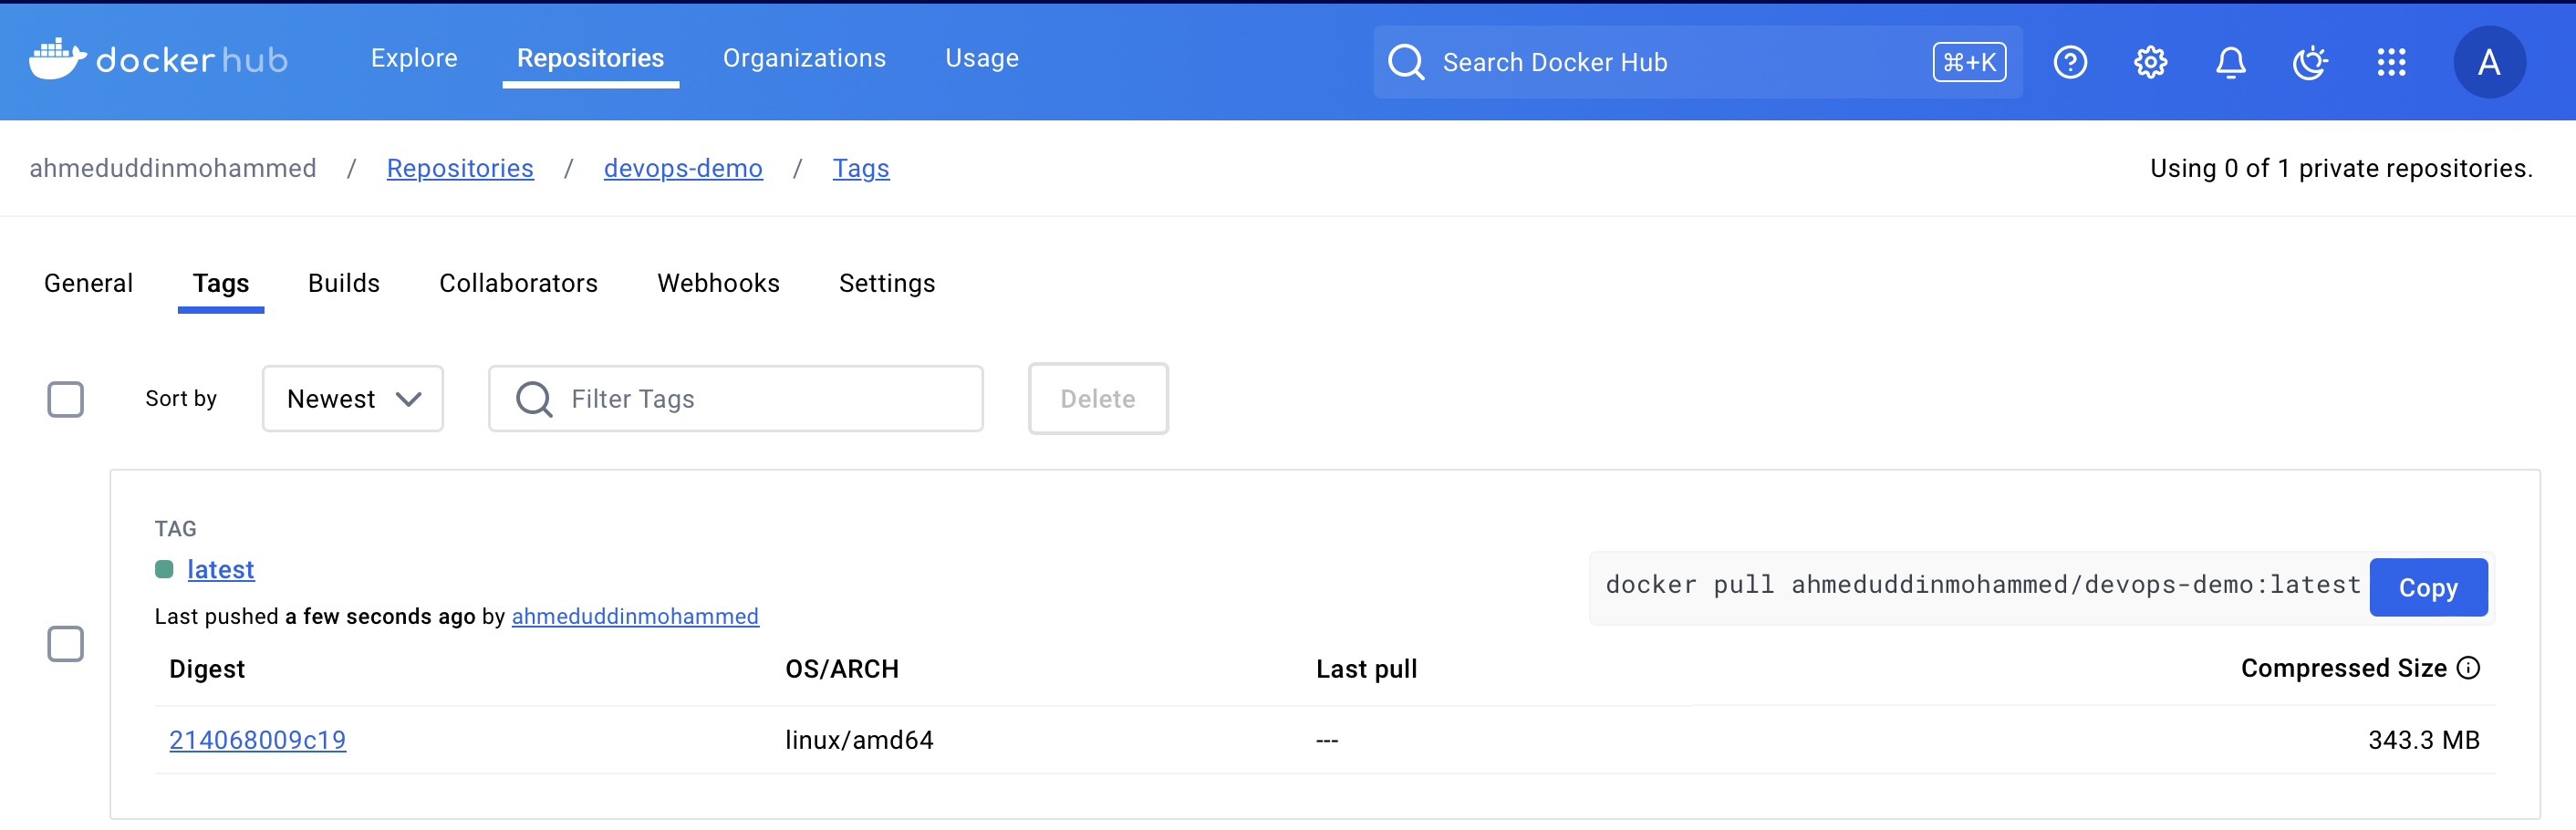 docker hub Explore Repositories Organizations Usage Search Docker Hub ⌘+K A
ahmeduddinmohammed / Repositories / devops-demo / Tags Using 0 of 1 private repositories.
General Tags Builds Collaborators Webhooks Settings
Sort by Newest Filter Tags Delete
TAG
latest
docker pull ahmeduddinmohammed/devops-demo:latest Copy
Last pushed a few seconds ago by ahmeduddinmohammed
Digest OS/ARCH Last pull Compressed Size
214068009c19 linux/amd64 --- 343.3 MB